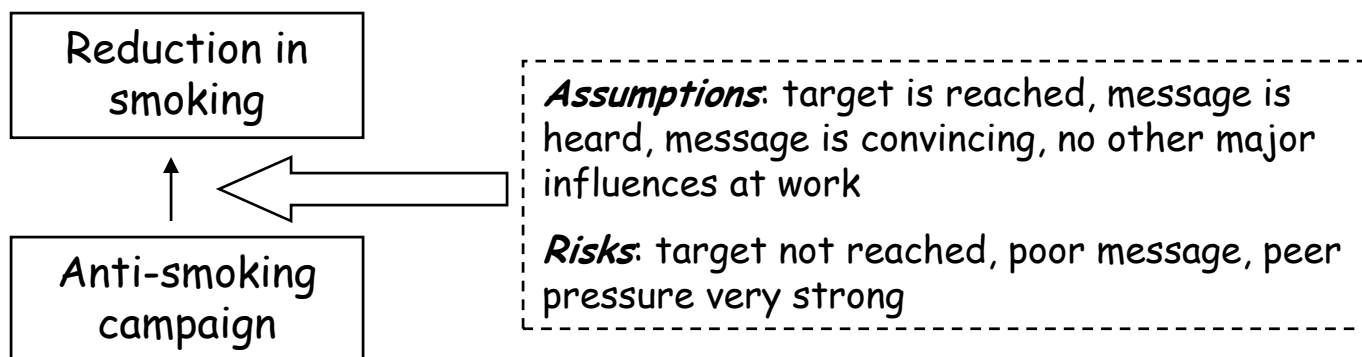 Reduction in
smoking
Anti-smoking
campaign
Assumptions: target is reached, message is
heard, message is convincing, no other major
influences at work
Risks: target not reached, poor message, peer
pressure very strong